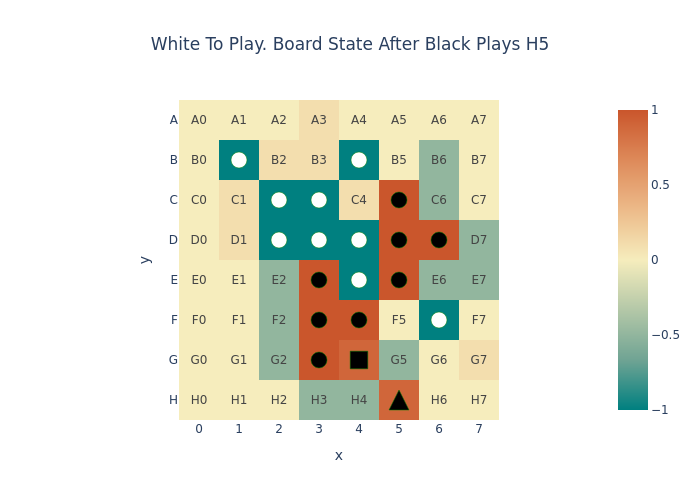 White To Play. Board State After Black Plays H5
A A0 A1 A2 A3 A4 A5 A6 A7 1
B B0 B2 B3 B5 B6 B7
C C0 C1 C4 C6 C7 0.5
D D0 D1 D7
y E E0 E1 E2 E6 E7 0
F F0 F1 F2 F5 F7 −0.5
G G0 G1 G2 G5 G6 G7
H H0 H1 H2 H3 H4 H6 H7 −1
0 1 2 3 4 5 6 7
x